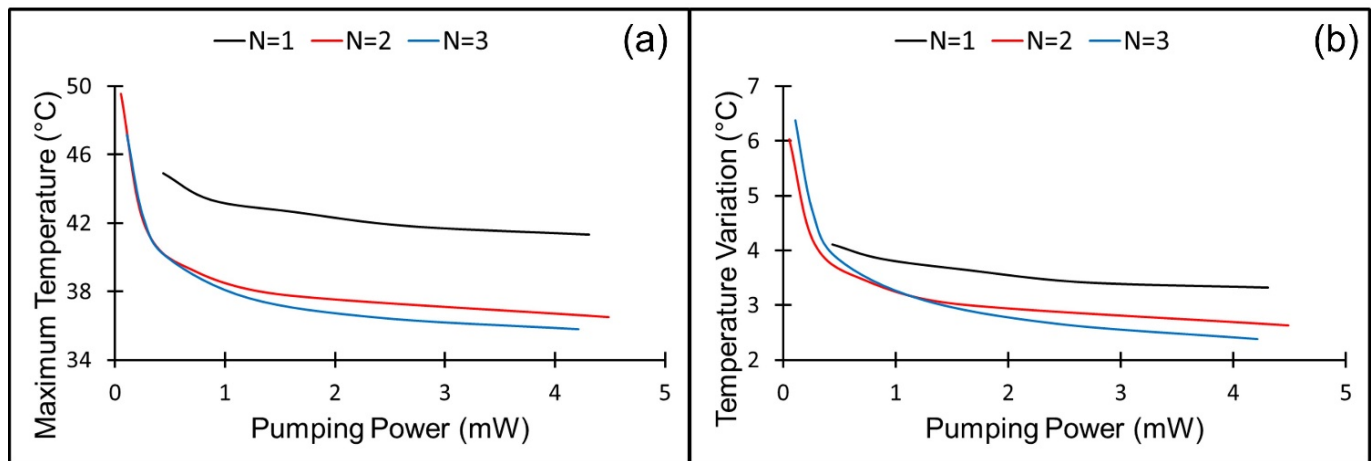 N=1 N=2 N=3 (a)
Maximum Temperature (°C)
50
46
42
38
34
0 1 2 3 4 5
Pumping Power (mW)
N=1 N=2 N=3 (b)
Temperature Variation (°C)
7
6
5
4
3
2
0 1 2 3 4 5
Pumping Power (mW)